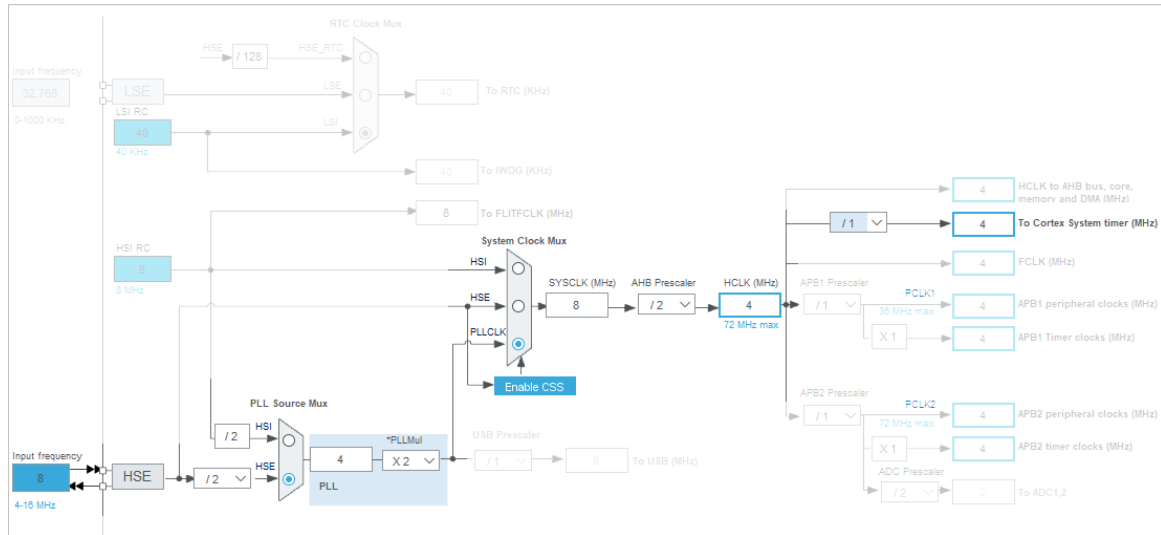 RTC Clock Mux
HSE
/ 128
HSE_RTC
Input frequency
32.768
0-1000 KHz
LSE
LSE
40
To RTC (KHz)
LSI RC
40
40 KHz
LSI
40
To IWDG (KHz)
8
To FLITFCLK (MHz)
HSI RC
8
8 MHz
System Clock Mux
HSI
HSE
PLLCLK
Enable CSS
SYSCLK (MHz)
8
AHB Prescaler
/ 2
HCLK (MHz)
4
72 MHz max
4
HCLK to AHB bus, core,
memory and DMA (MHz)
/ 1
4
To Cortex System timer (MHz)
4
FCLK (MHz)
APB1 Prescaler
/ 1
PCLK1
36 MHz max
4
APB1 peripheral clocks (MHz)
X 1
4
APB1 Timer clocks (MHz)
APB2 Prescaler
/ 1
PCLK2
72 MHz max
4
APB2 peripheral clocks (MHz)
X 1
4
APB2 timer clocks (MHz)
ADC Prescaler
/ 2
2
To ADC1,2
PLL Source Mux
/ 2
HSI
Input frequency
8
4-16 MHz
HSE
/ 2
HSE
4
*PLLMul
X 2
PLL
USB Prescaler
/ 1
8
To USB (MHz)